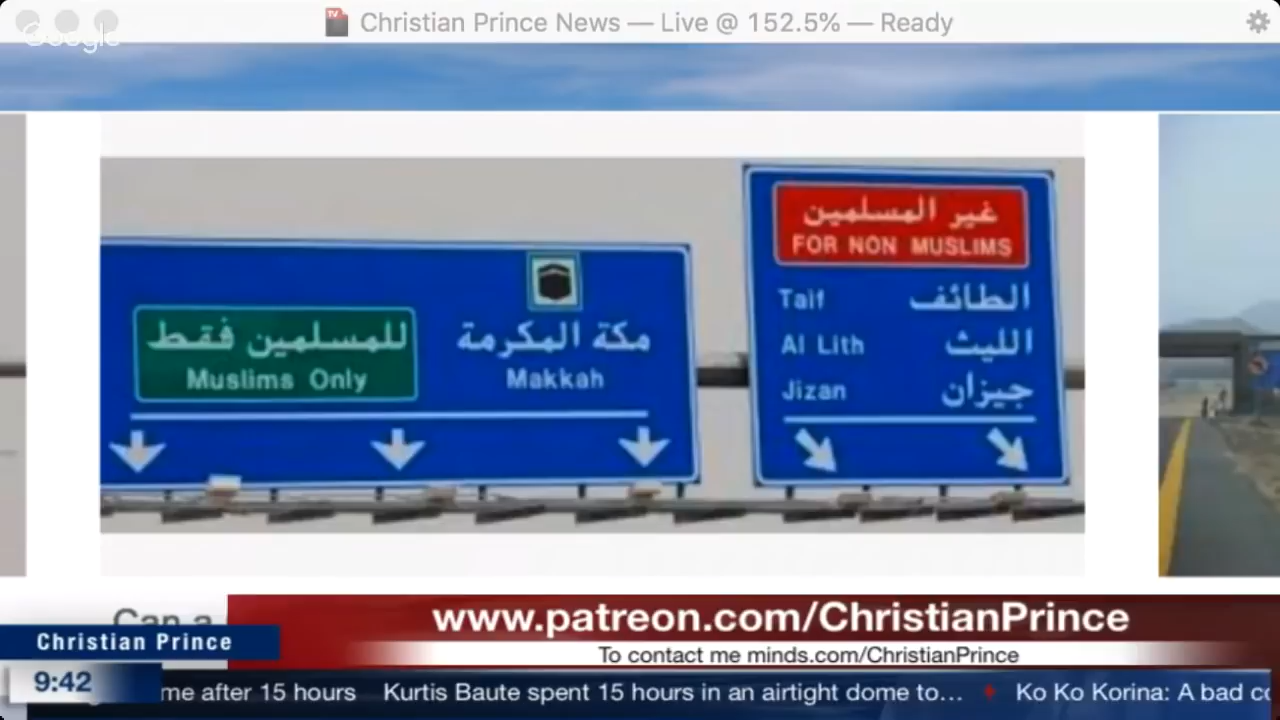 Christian Prince News — Live @ 152.5% — Ready
Google
غير المسلمين
FOR NON MUSLIMS
للمسلمين فقط
Muslims Only
مكة المكرمة
Makkah
Taif الطائف
Al Lith الليث
Jizan جيزان
Can a
www.patreon.com/ChristianPrince
To contact me minds.com/ChristianPrince
Christian Prince
9:42
me after 15 hours Kurtis Baute spent 15 hours in an airtight dome to… Ko Ko Korina: A bad co